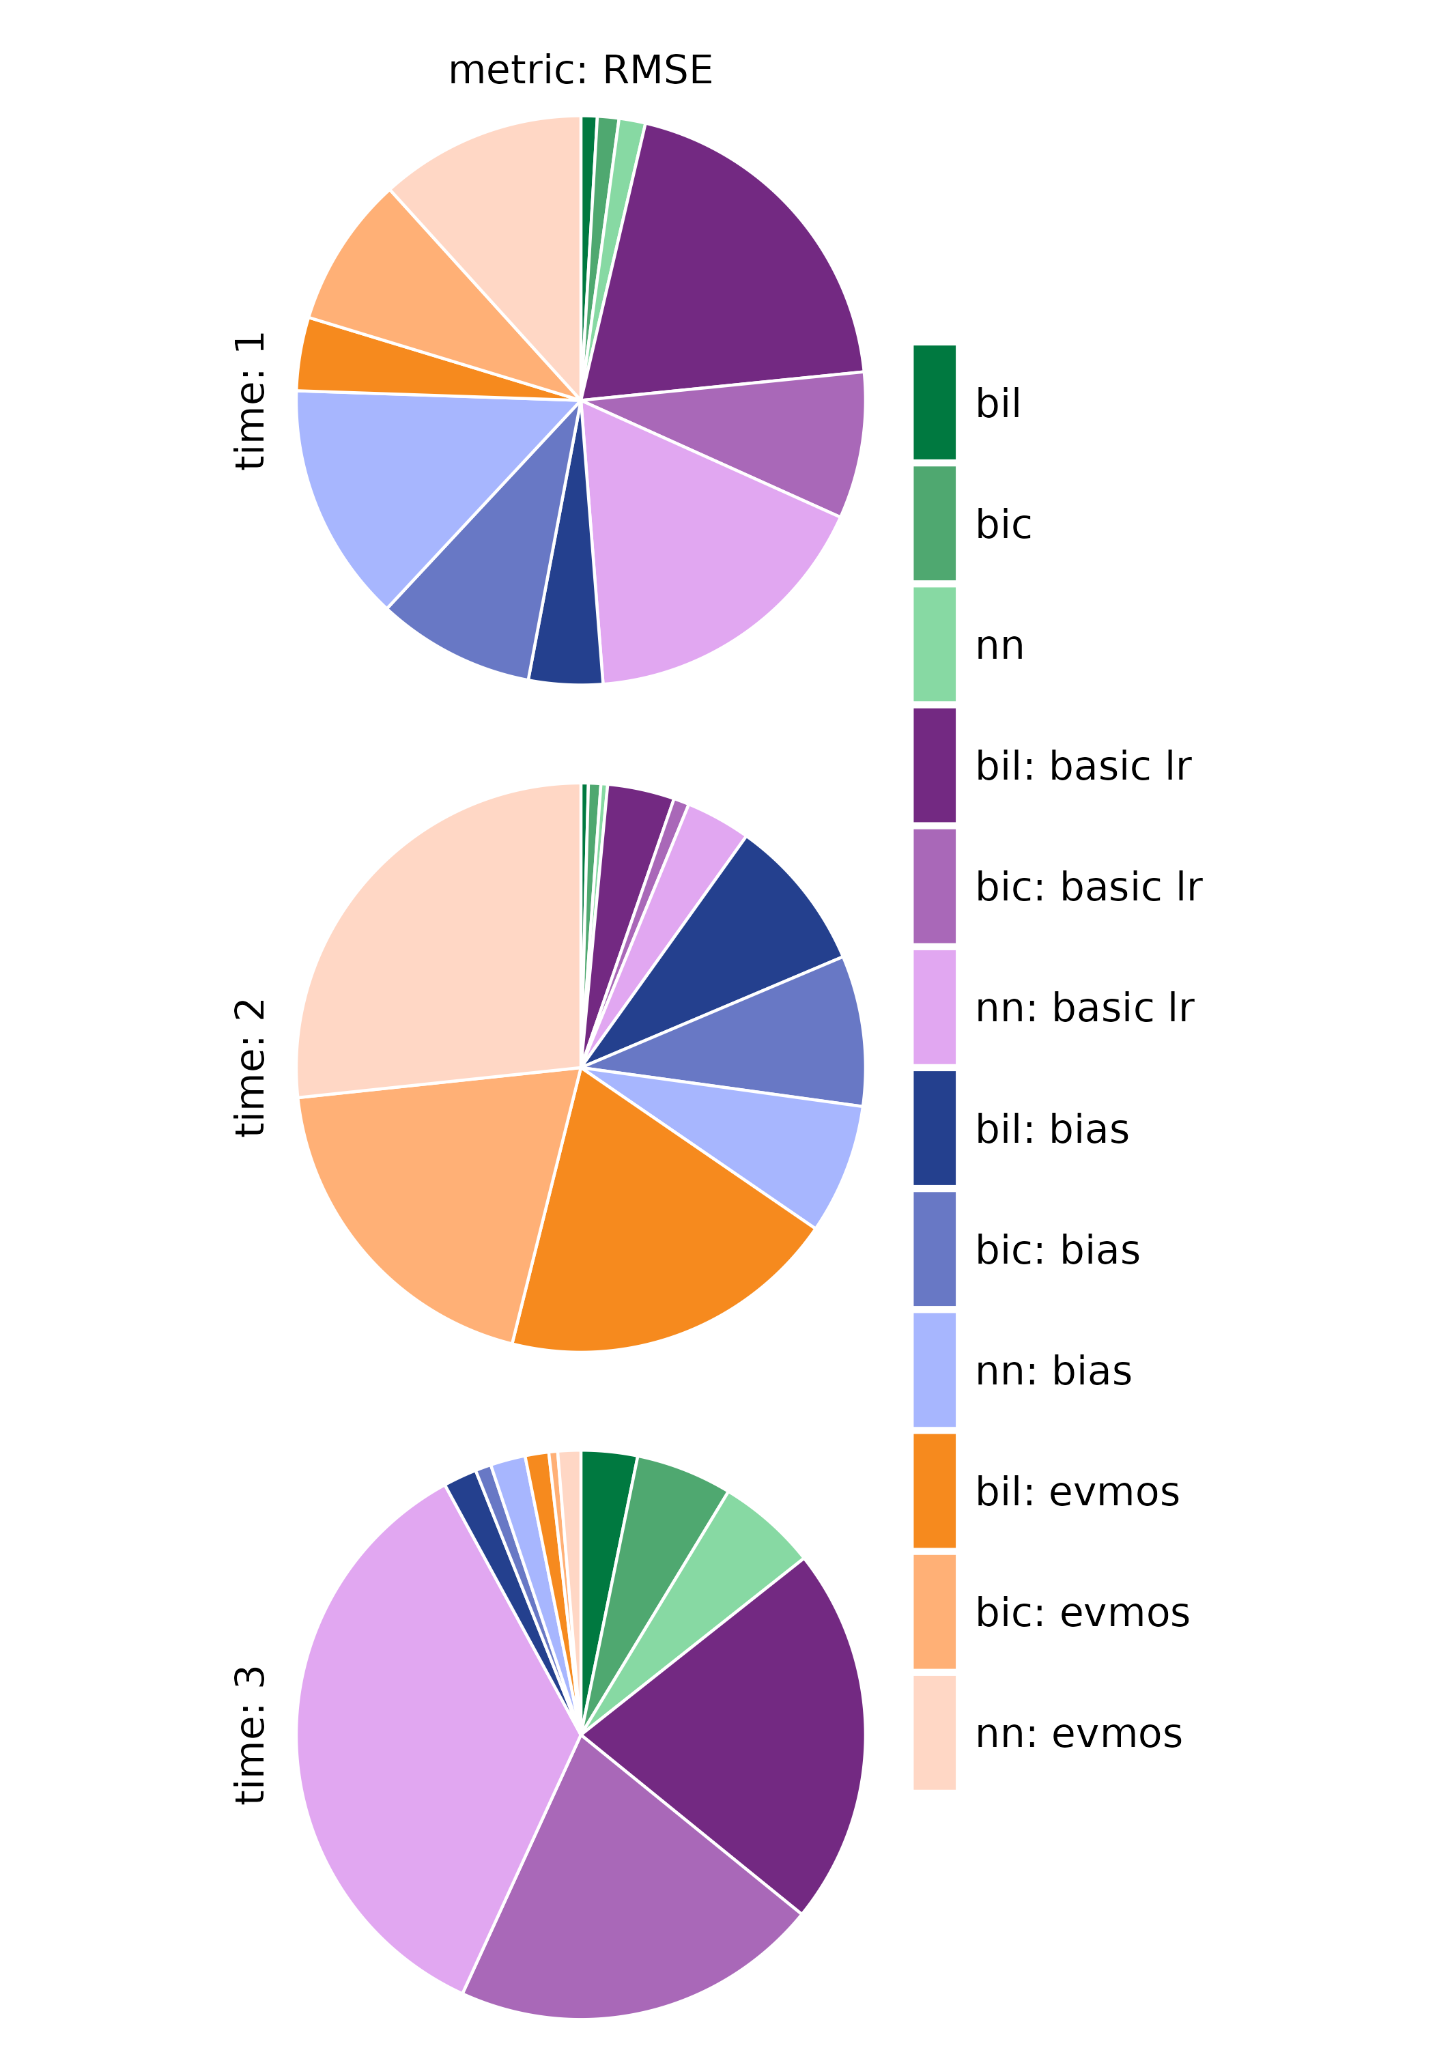 metric: RMSE
time: 1
time: 2
time: 3
bil
bic
nn
bil: basic lr
bic: basic lr
nn: basic lr
bil: bias
bic: bias
nn: bias
bil: evmos
bic: evmos
nn: evmos